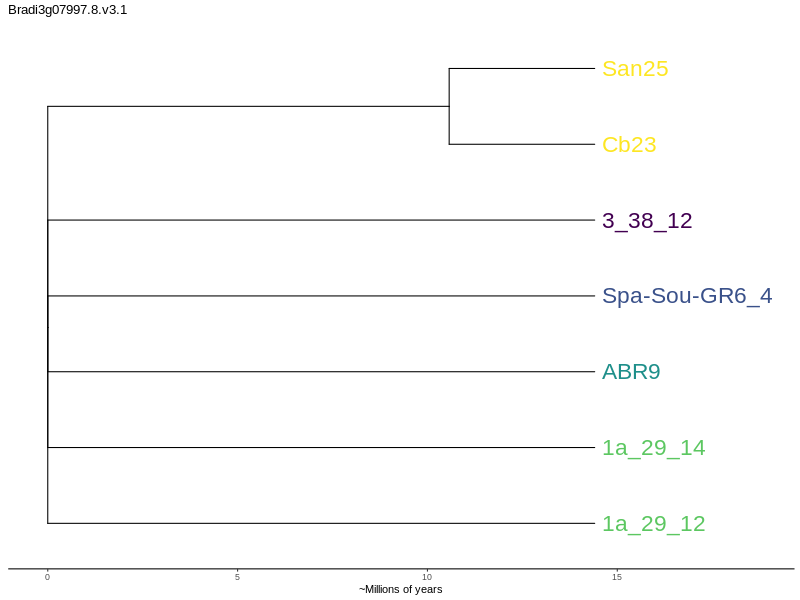 Bradi3g07997.8.v3.1
San25
Cb23
3_38_12
Spa-Sou-GR6_4
ABR9
1a_29_14
1a_29_12
0 5 10 15
~Millions of years